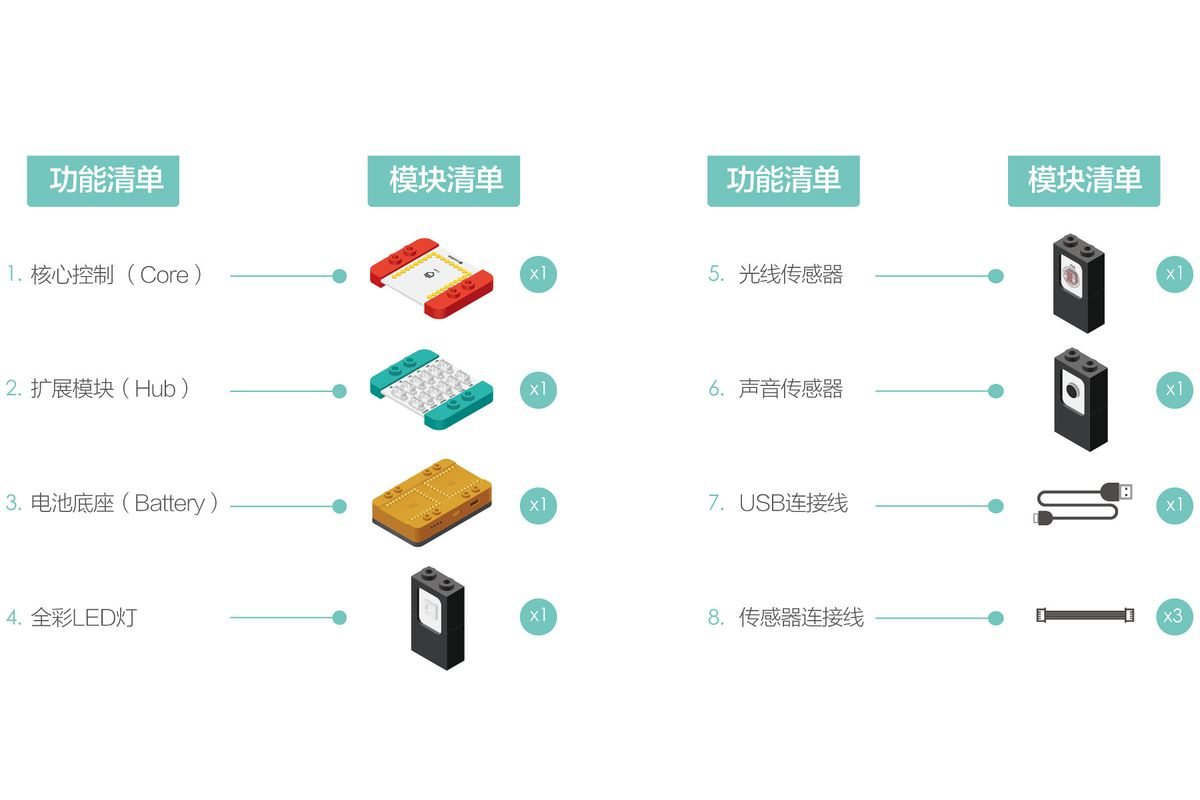 功能清单
模块清单
1. 核心控制（Core）
x1
2. 扩展模块（Hub）
x1
3. 电池底座（Battery）
x1
4. 全彩LED灯
x1
功能清单
模块清单
5. 光线传感器
x1
6. 声音传感器
x1
7. USB连接线
x1
8. 传感器连接线
x3